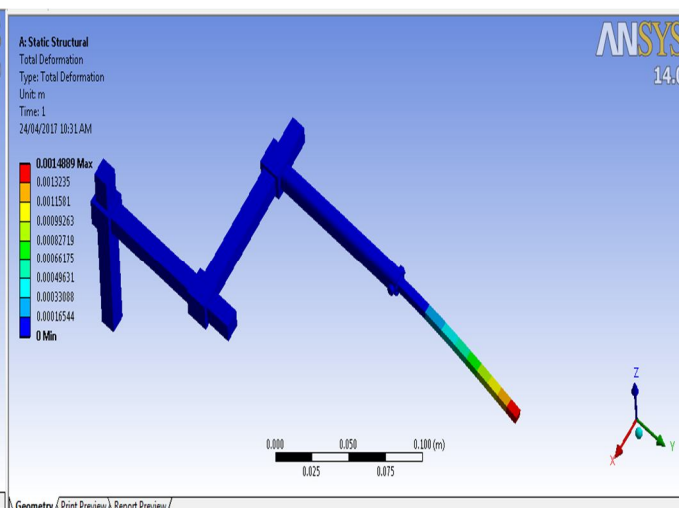 A: Static Structural
Total Deformation
Type: Total Deformation
Unit: m
Time: 1
24/04/2017 10:31 AM
0.0014889 Max
0.0013235
0.0011581
0.00099263
0.00082719
0.00066175
0.00049631
0.00033088
0.00016544
0 Min
ANSYS
14.0
0.000 0.050 0.100 (m)
0.025 0.075
Z
Y
X
Geometry Print Preview Report Preview